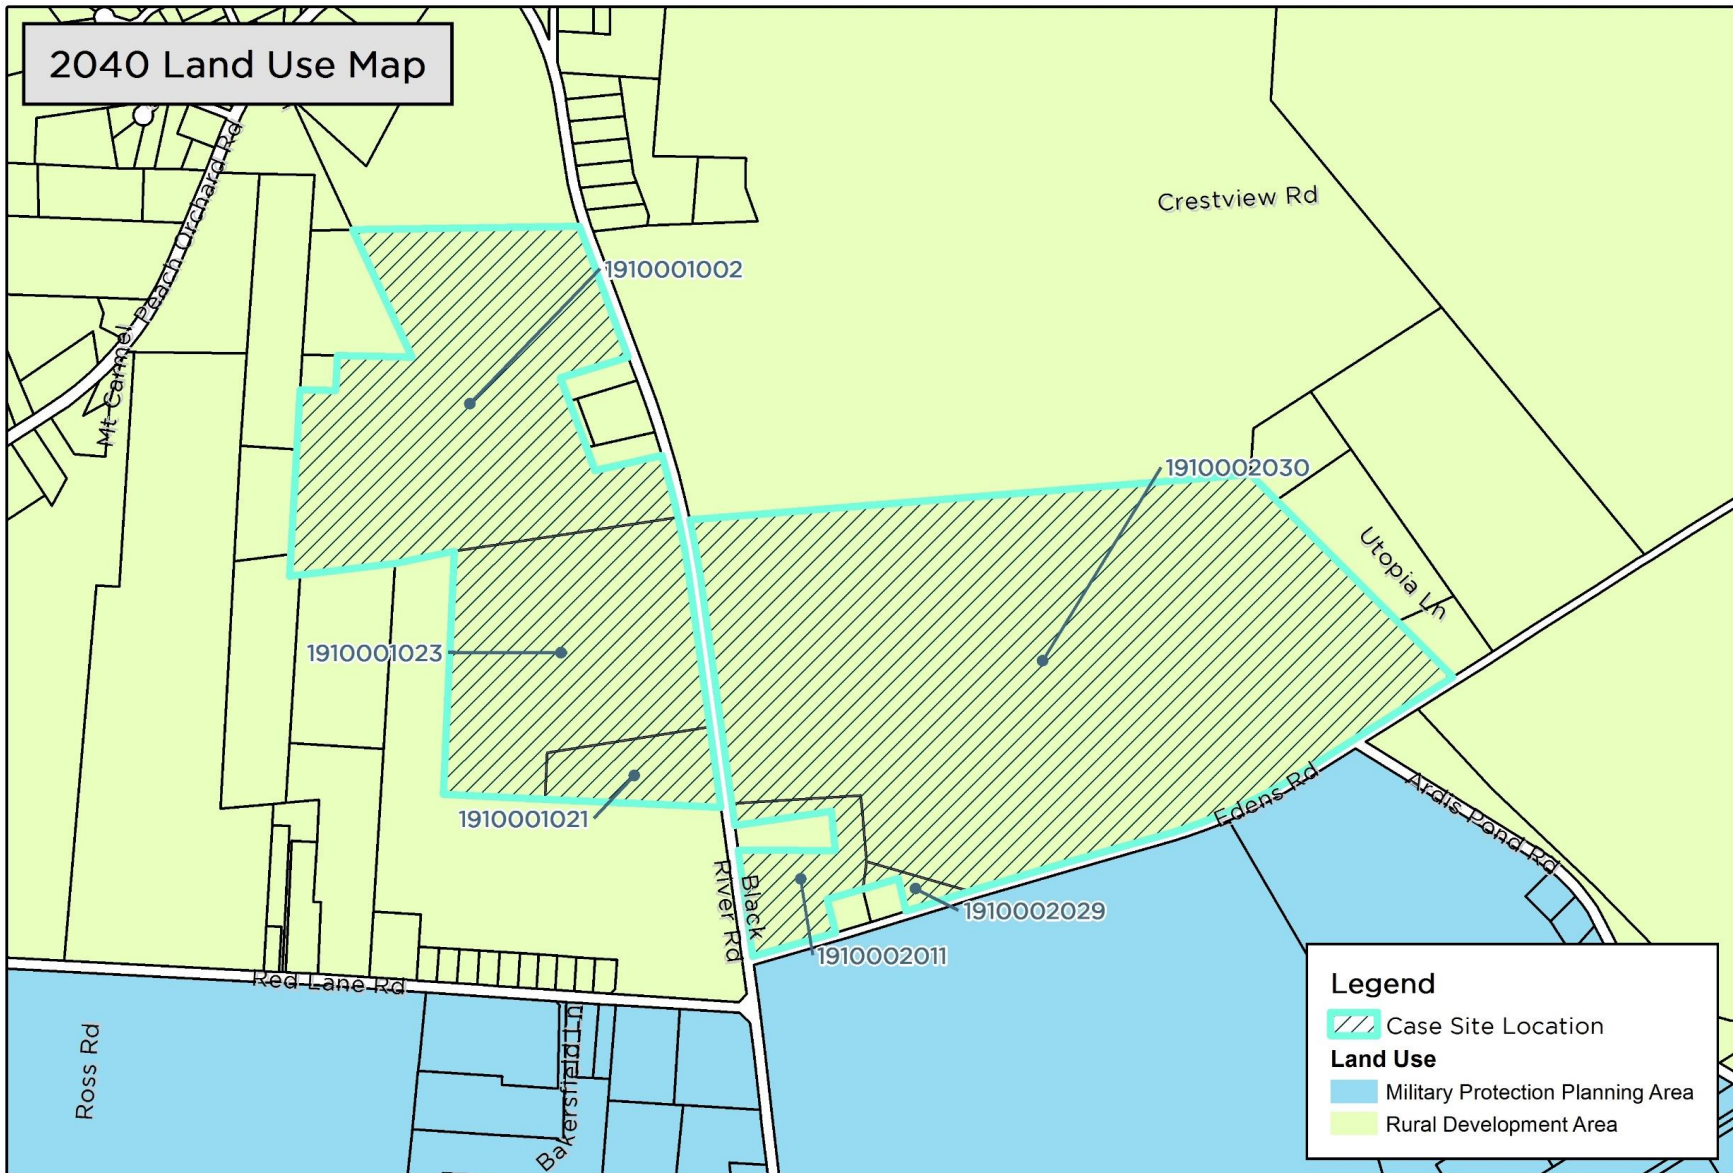 2040 Land Use Map
Peach Orchard Rd
Mt Carmel
Crestview Rd
1910001002
1910002030
Utopia Ln
1910001023
1910001021
Edens Rd
Ardis Pond Rd
Black
River Rd
1910002029
1910002011
Red Lane Rd
Ross Rd
Bakersfield Ln
Legend
Case Site Location
Land Use
Military Protection Planning Area
Rural Development Area